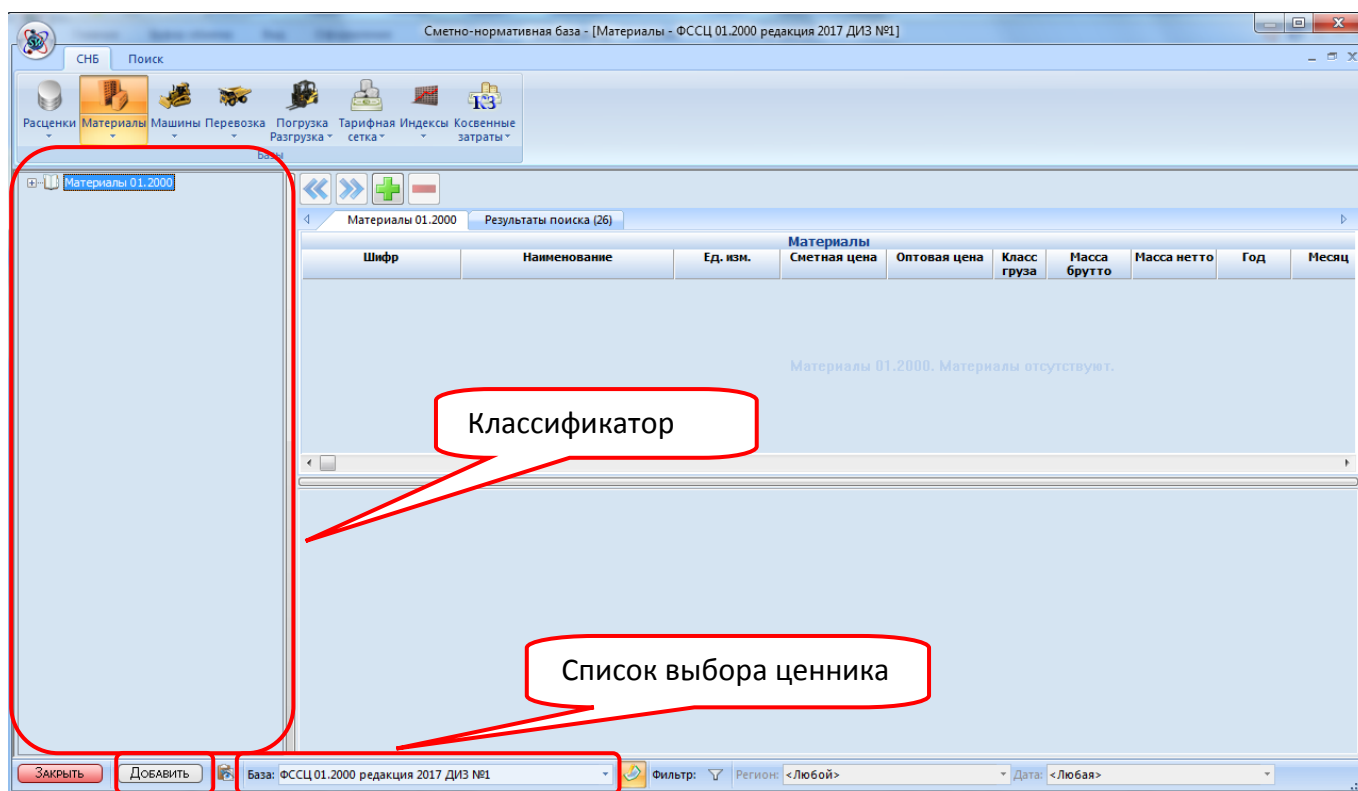 Сметно-нормативная база - [Материалы - ФССЦ 01.2000 редакция 2017 ДИЗ №1]
СНБ Поиск
Расценки Материалы Машины Перевозка Погрузка Разгрузка Тарифная сетка Индексы Косвенные затраты
КЗ
Базы
Материалы 01.2000
Материалы 01.2000 Результаты поиска (26)
Материалы
Шифр Наименование Ед. изм. Сметная цена Оптовая цена Класс груза Масса брутто Масса нетто Год Месяц
Материалы 01.2000. Материалы отсутствуют.
Классификатор
Список выбора ценника
Закрыть Добавить База: ФССЦ 01.2000 редакция 2017 ДИЗ №1 Фильтр: Регион: <Любой> Дата: <Любая>